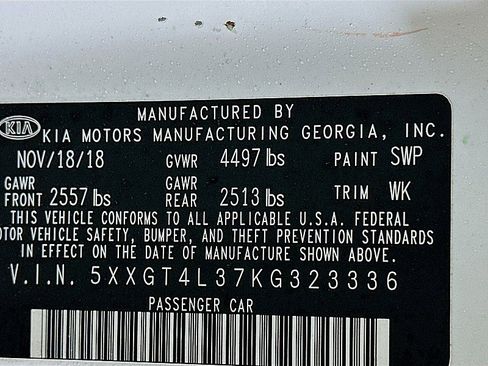 MANUFACTURED BY
KIA KIA MOTORS MANUFACTURING GEORGIA, INC.
NOV/18/18 GVWR 4497 lbs PAINT SWP
GAWR FRONT 2557 lbs GAWR REAR 2513 lbs TRIM WK
THIS VEHICLE CONFORMS TO ALL APPLICABLE U.S.A. FEDERAL
MOTOR VEHICLE SAFETY, BUMPER, AND THEFT PREVENTION STANDARDS
IN EFFECT ON THE DATE OF MANUFACTURE SHOWN ABOVE.
V.I.N. 5XXGT4L37KG323336
PASSENGER CAR